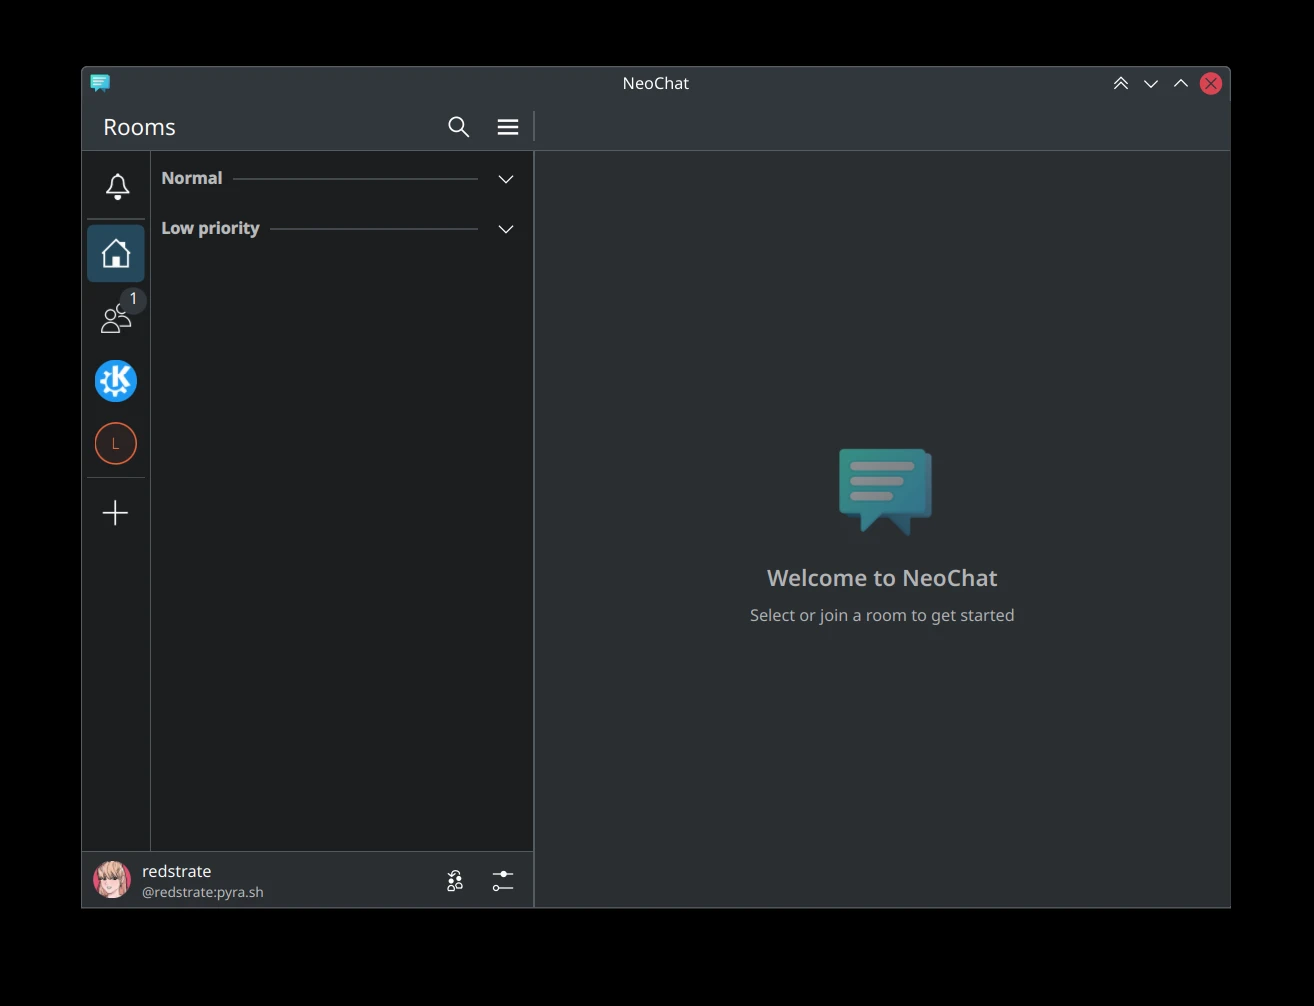 NeoChat
Rooms
Normal
Low priority
1
K
L
Welcome to NeoChat
Select or join a room to get started
redstrate
@redstrate:pyra.sh